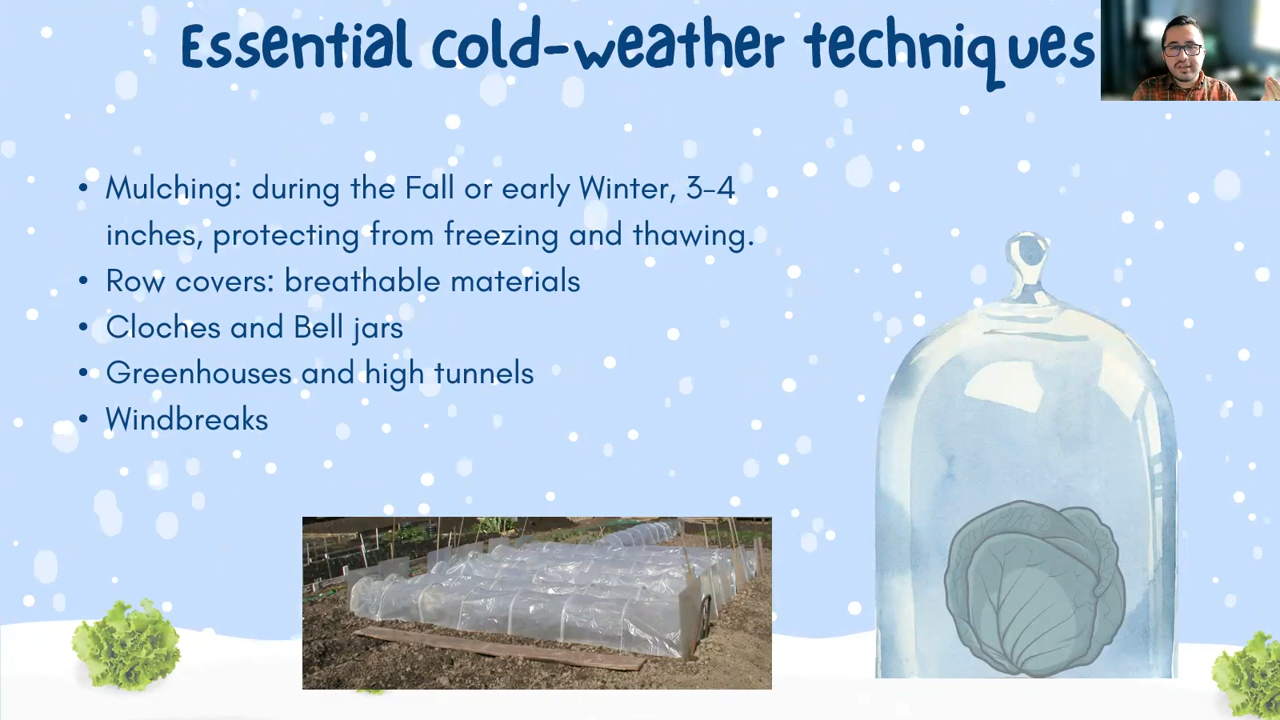 Essential cold-weather techniques
• Mulching: during the Fall or early Winter, 3-4
inches, protecting from freezing and thawing.
• Row covers: breathable materials
• Cloches and Bell jars
• Greenhouses and high tunnels
• Windbreaks